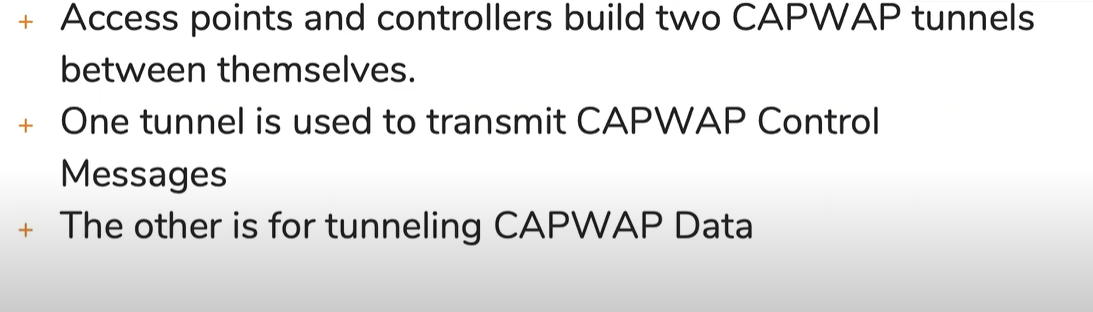 + Access points and controllers build two CAPWAP tunnels
between themselves.
+ One tunnel is used to transmit CAPWAP Control
Messages
+ The other is for tunneling CAPWAP Data